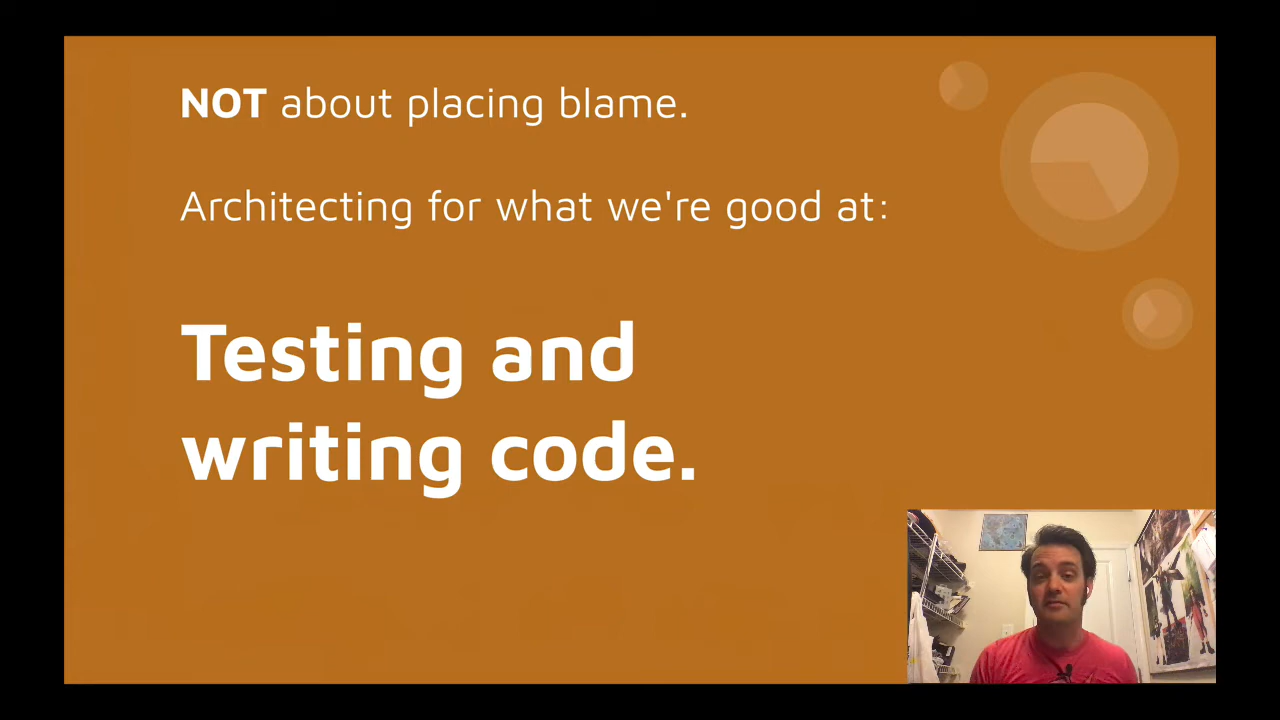 NOT about placing blame.
Architecting for what we're good at:
Testing and
writing code.